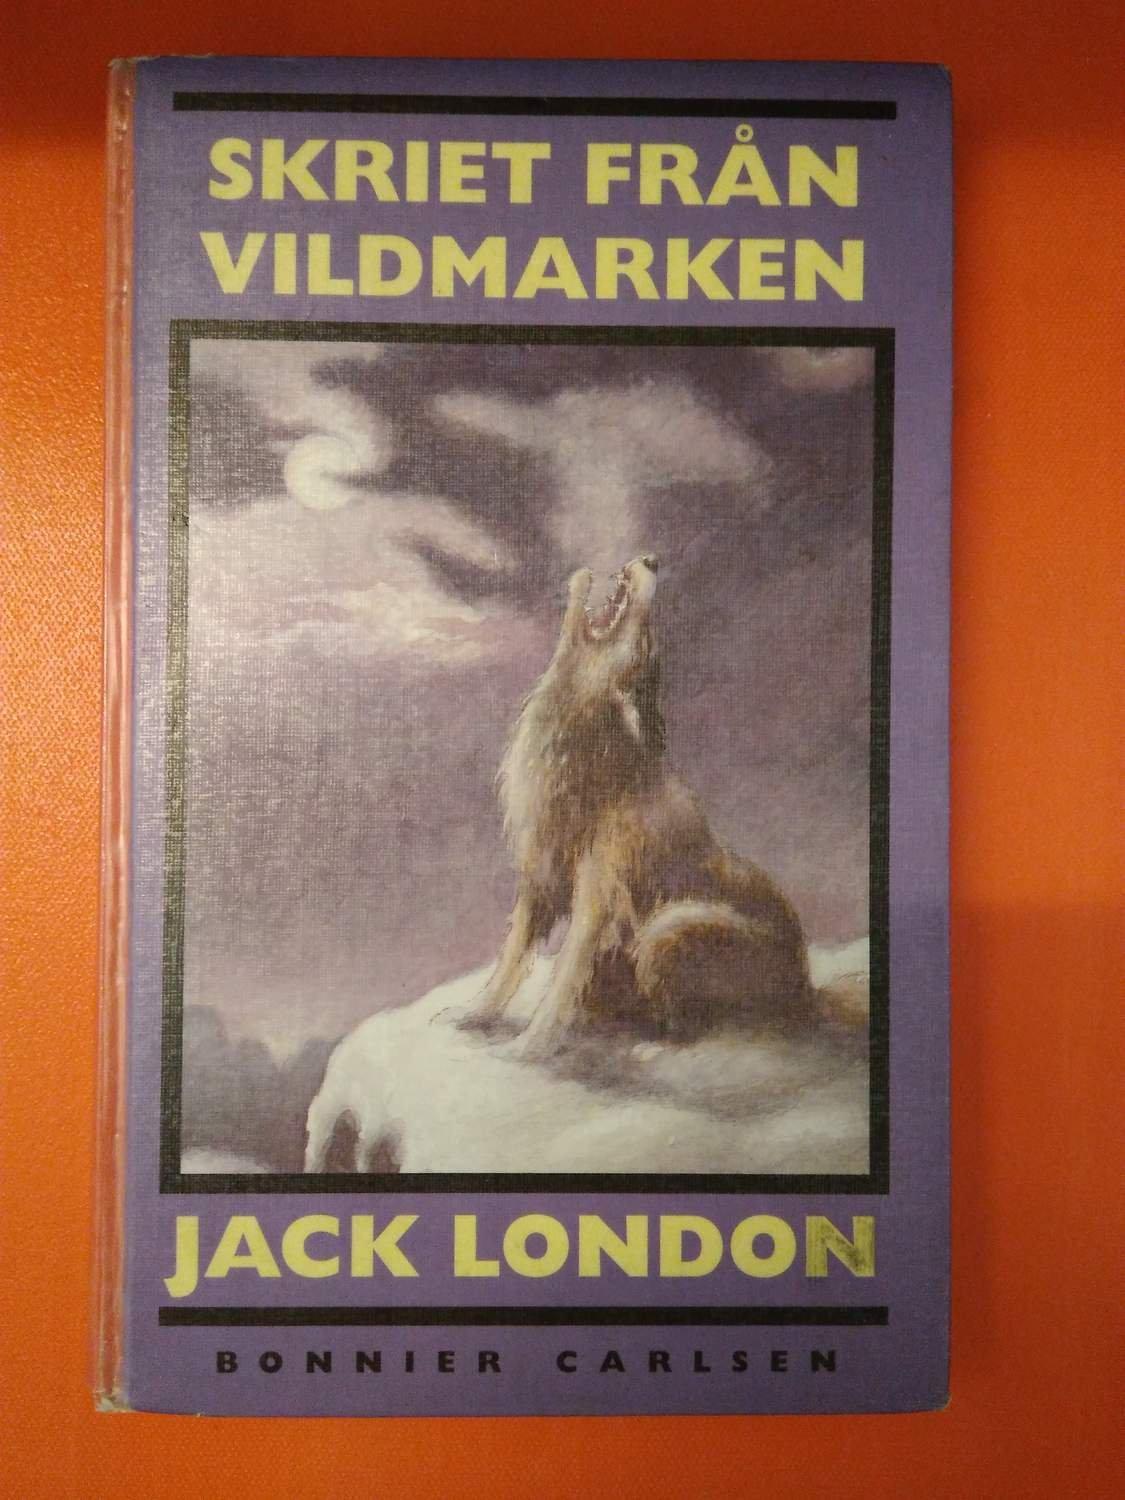 SKRIET FRÅN
VILDMARKEN
JACK LONDON
BONNIER CARLSEN